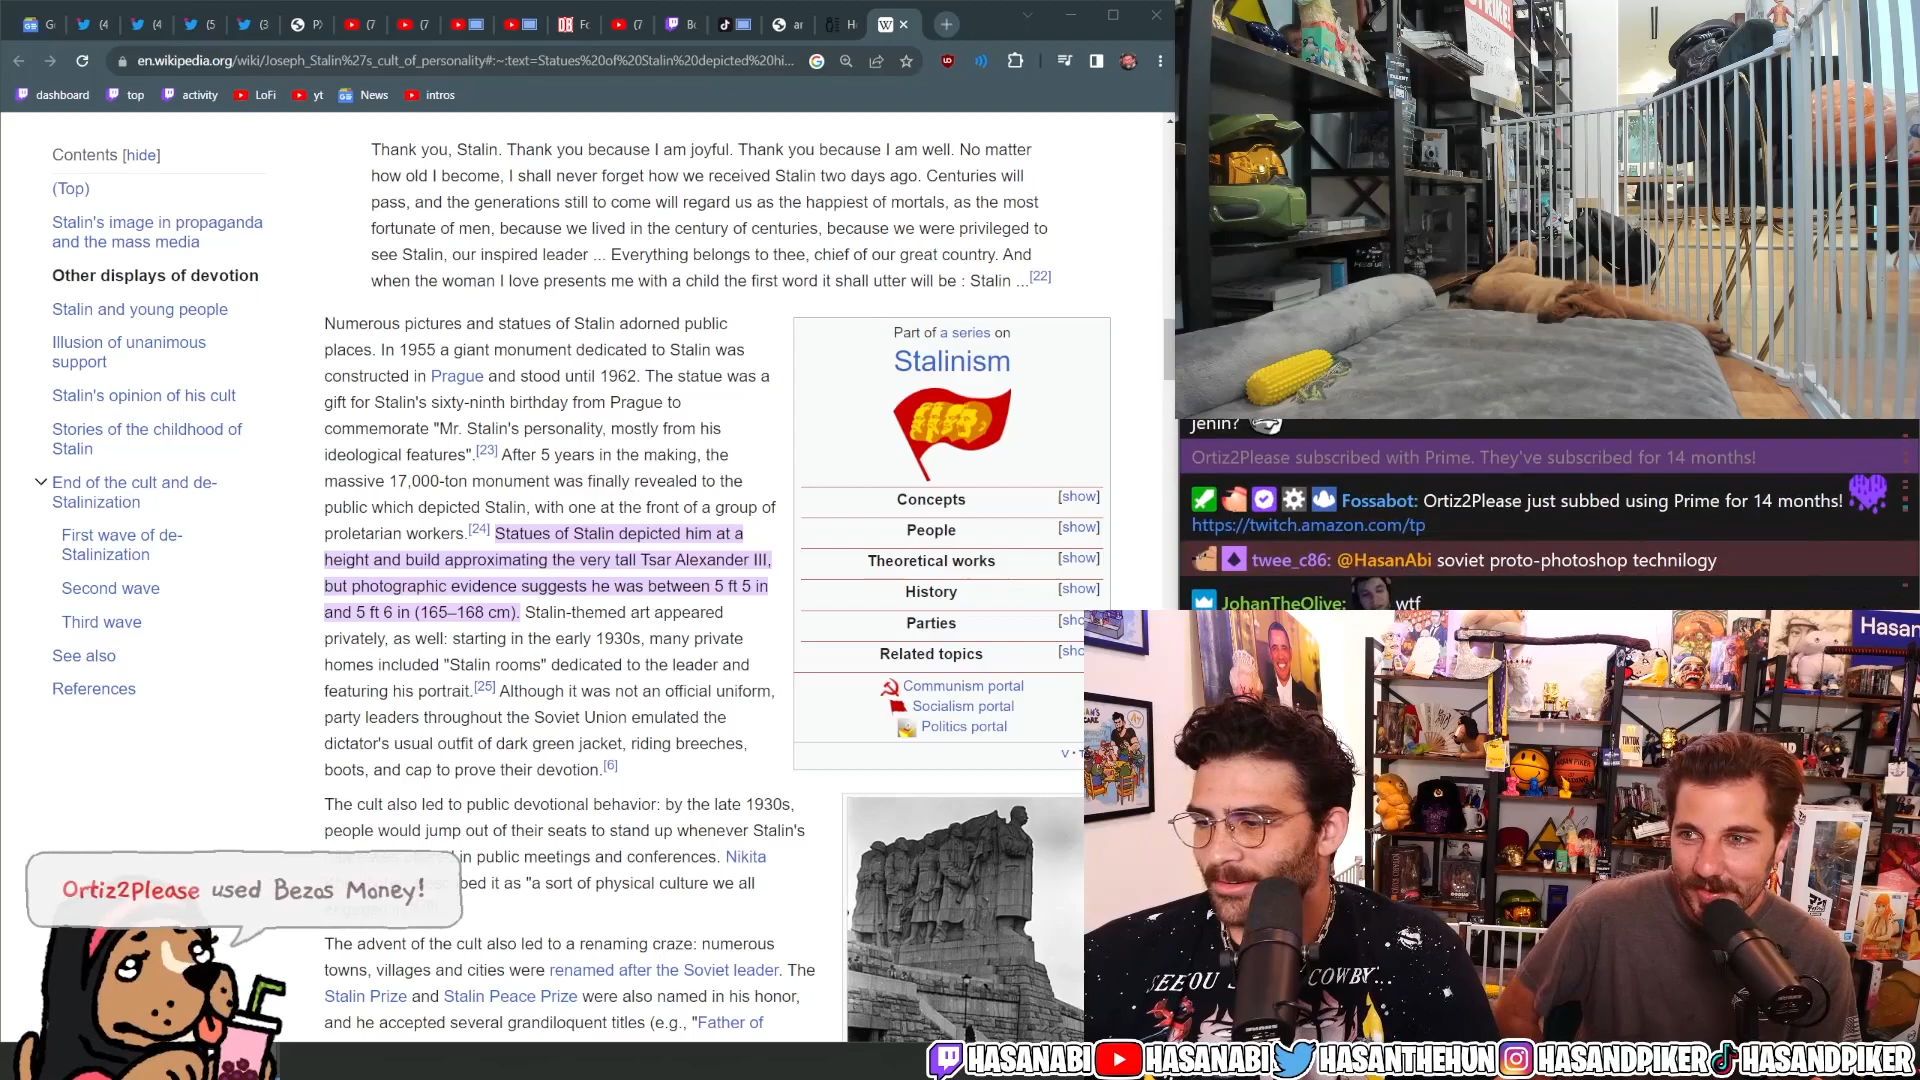 en.wikipedia.org/wiki/Joseph_Stalin%27s_cult_of_personality#:~:text=Statues%20of%20Stalin%20depicted%20hi...
dashboard
top
activity
LoFi
yt
News
intros
Contents [hide]
(Top)
Stalin's image in propaganda
and the mass media
Other displays of devotion
Stalin and young people
Illusion of unanimous
support
Stalin's opinion of his cult
Stories of the childhood of
Stalin
End of the cult and de-
Stalinization
First wave of de-
Stalinization
Second wave
Third wave
See also
References
Thank you, Stalin. Thank you because I am joyful. Thank you because I am well. No matter
how old I become, I shall never forget how we received Stalin two days ago. Centuries will
pass, and the generations still to come will regard us as the happiest of mortals, as the most
fortunate of men, because we lived in the century of centuries, because we were privileged to
see Stalin, our inspired leader ... Everything belongs to thee, chief of our great country. And
when the woman I love presents me with a child the first word it shall utter will be : Stalin ...[22]
Numerous pictures and statues of Stalin adorned public
places. In 1955 a giant monument dedicated to Stalin was
constructed in Prague and stood until 1962. The statue was a
gift for Stalin's sixty-ninth birthday from Prague to
commemorate "Mr. Stalin's personality, mostly from his
ideological features".[23] After 5 years in the making, the
massive 17,000-ton monument was finally revealed to the
public which depicted Stalin, with one at the front of a group of
proletarian workers.[24] Statues of Stalin depicted him at a
height and build approximating the very tall Tsar Alexander III,
but photographic evidence suggests he was between 5 ft 5 in
and 5 ft 6 in (165–168 cm). Stalin-themed art appeared
privately, as well: starting in the early 1930s, many private
homes included "Stalin rooms" dedicated to the leader and
featuring his portrait.[25] Although it was not an official uniform,
party leaders throughout the Soviet Union emulated the
dictator's usual outfit of dark green jacket, riding breeches,
boots, and cap to prove their devotion.[6]
Part of a series on
Stalinism
Concepts [show]
People [show]
Theoretical works [show]
History [show]
Parties [sho
Related topics [sho
Communism portal
Socialism portal
Politics portal
V · T
The cult also led to public devotional behavior: by the late 1930s,
people would jump out of their seats to stand up whenever Stalin's
in public meetings and conferences. Nikita
bed it as "a sort of physical culture we all
The advent of the cult also led to a renaming craze: numerous
towns, villages and cities were renamed after the Soviet leader. The
Stalin Prize and Stalin Peace Prize were also named in his honor,
and he accepted several grandiloquent titles (e.g., "Father of
Ortiz2Please used Bezos Money!
Jenin?
Ortiz2Please subscribed with Prime. They've subscribed for 14 months!
Fossabot: Ortiz2Please just subbed using Prime for 14 months!
https://twitch.amazon.com/tp
twee_c86: @HasanAbi soviet proto-photoshop technilogy
JohanTheOlive: wtf
Hasan
SEE YOU COWBY...
HASANABI HASANABI HASANTHEHUN HASANDPIKER HASANDPIKER